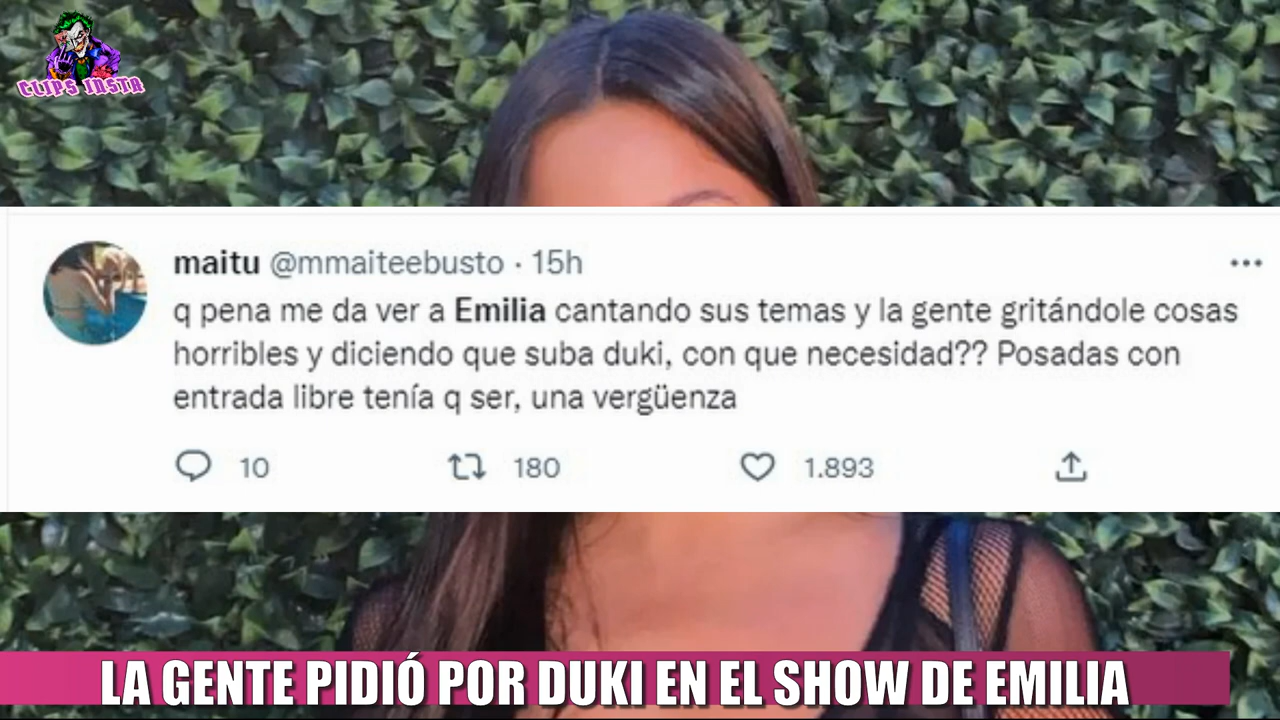 CLIPS INSTA
maitu @mmaiteebusto · 15h
q pena me da ver a Emilia cantando sus temas y la gente gritándole cosas
horribles y diciendo que suba duki, con que necesidad?? Posadas con
entrada libre tenía q ser, una vergüenza
10 180 1.893
LA GENTE PIDIÓ POR DUKI EN EL SHOW DE EMILIA